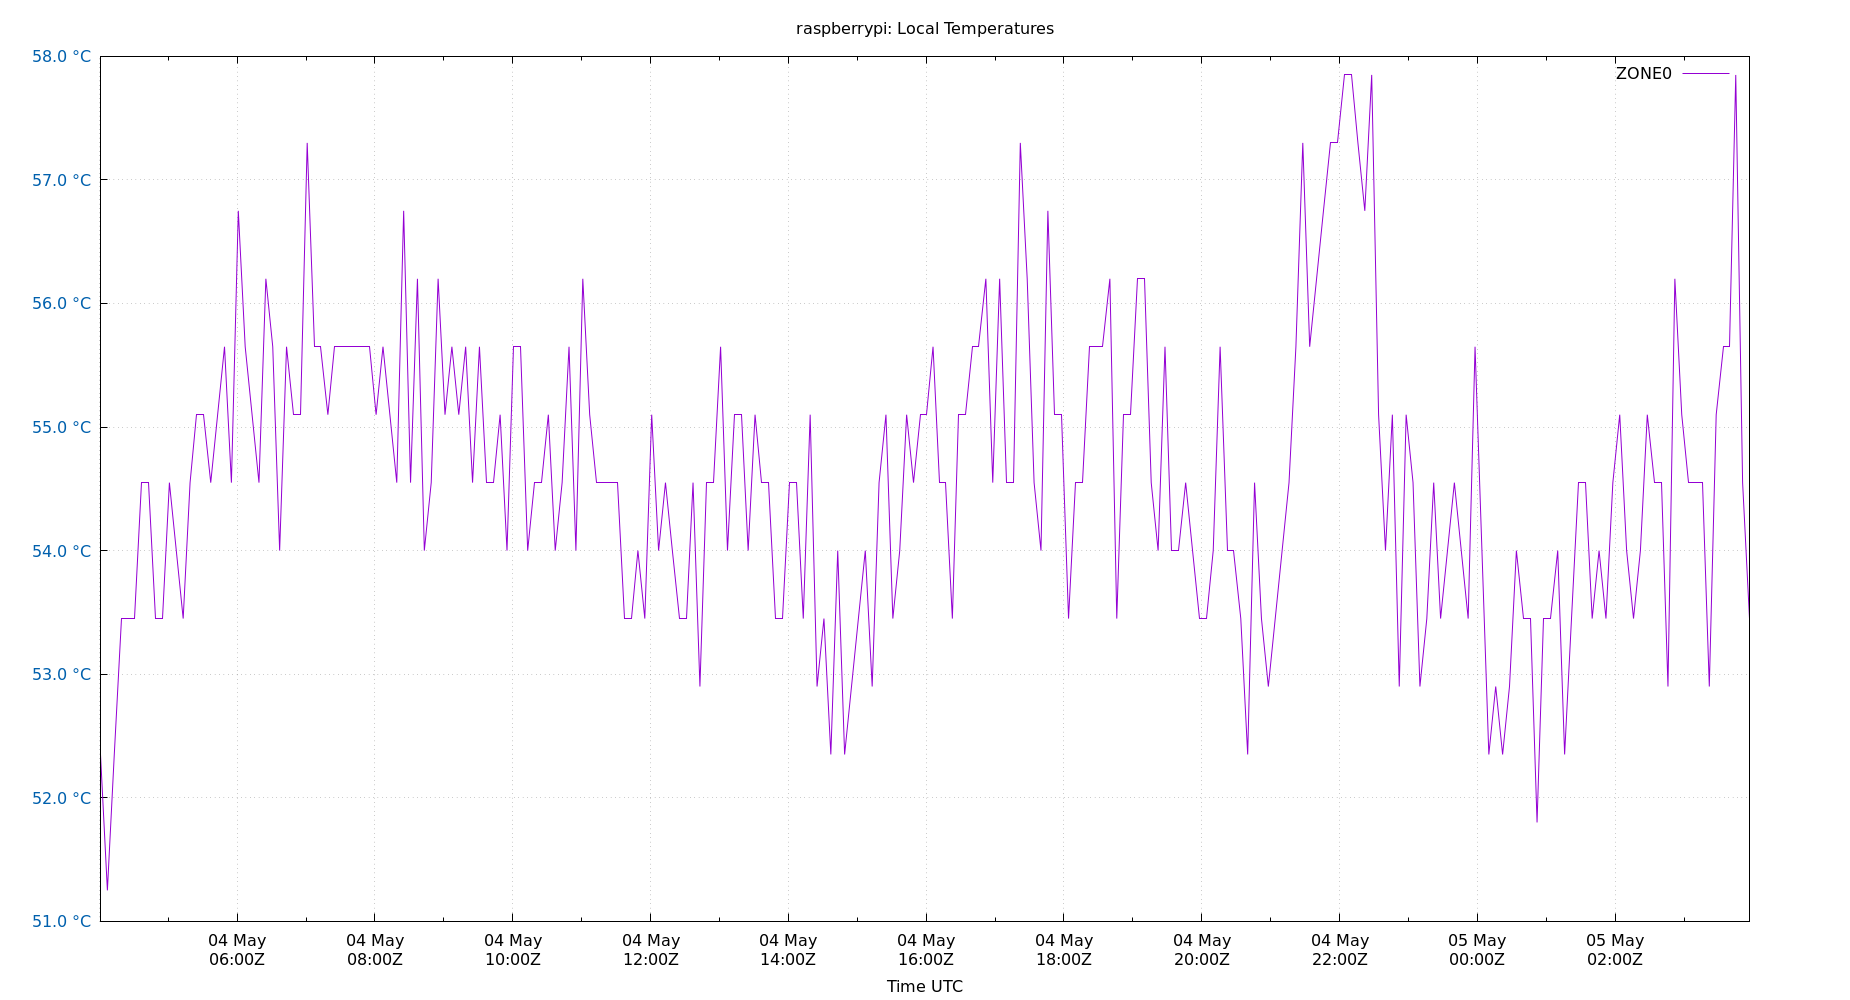 raspberrypi: Local Temperatures
58.0 °C
57.0 °C
56.0 °C
55.0 °C
54.0 °C
53.0 °C
52.0 °C
51.0 °C
ZONE0
04 May
06:00Z
04 May
08:00Z
04 May
10:00Z
04 May
12:00Z
04 May
14:00Z
04 May
16:00Z
04 May
18:00Z
04 May
20:00Z
04 May
22:00Z
05 May
00:00Z
05 May
02:00Z
Time UTC